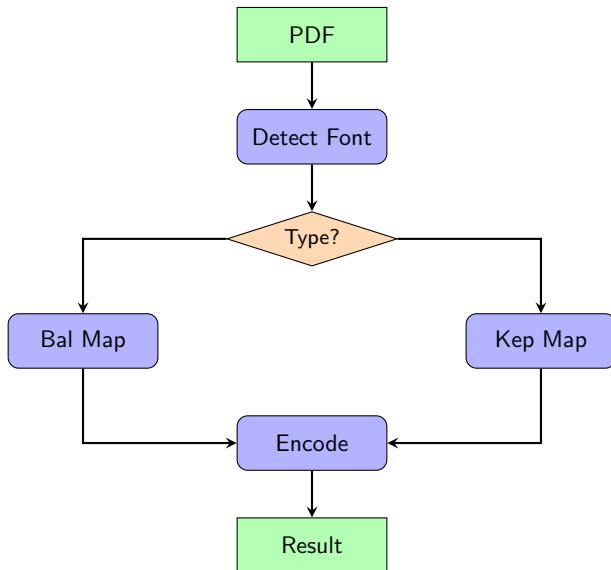 PDF
Detect Font
Type?
Bal Map
Kep Map
Encode
Result